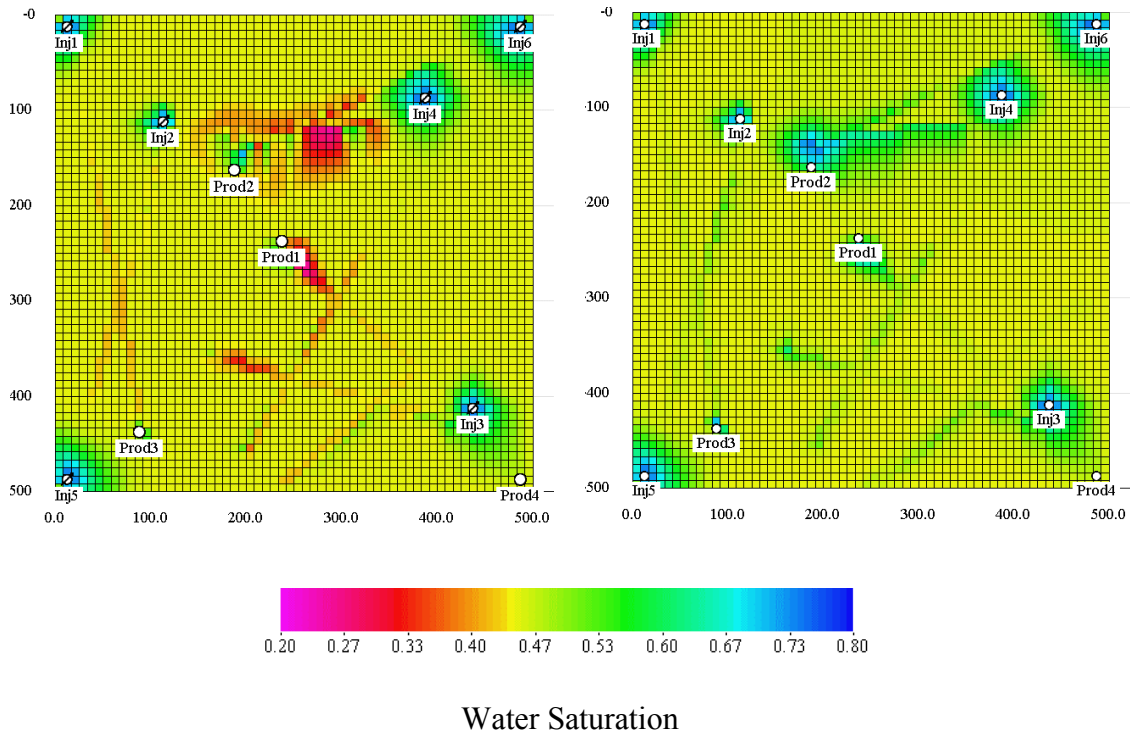 -0
100
200
300
400
500
0.0 100.0 200.0 300.0 400.0 500.0
Inj1
Inj6
Inj4
Inj2
Prod2
Prod1
Inj3
Prod3
Inj5
Prod4
-0
-100
-200
-300
-400
-500
0.0 100.0 200.0 300.0 400.0 500.0
Inj1
Inj6
Inj4
Inj2
Prod2
Prod1
Inj3
Prod3
Inj5
Prod4
0.20 0.27 0.33 0.40 0.47 0.53 0.60 0.67 0.73 0.80
Water Saturation